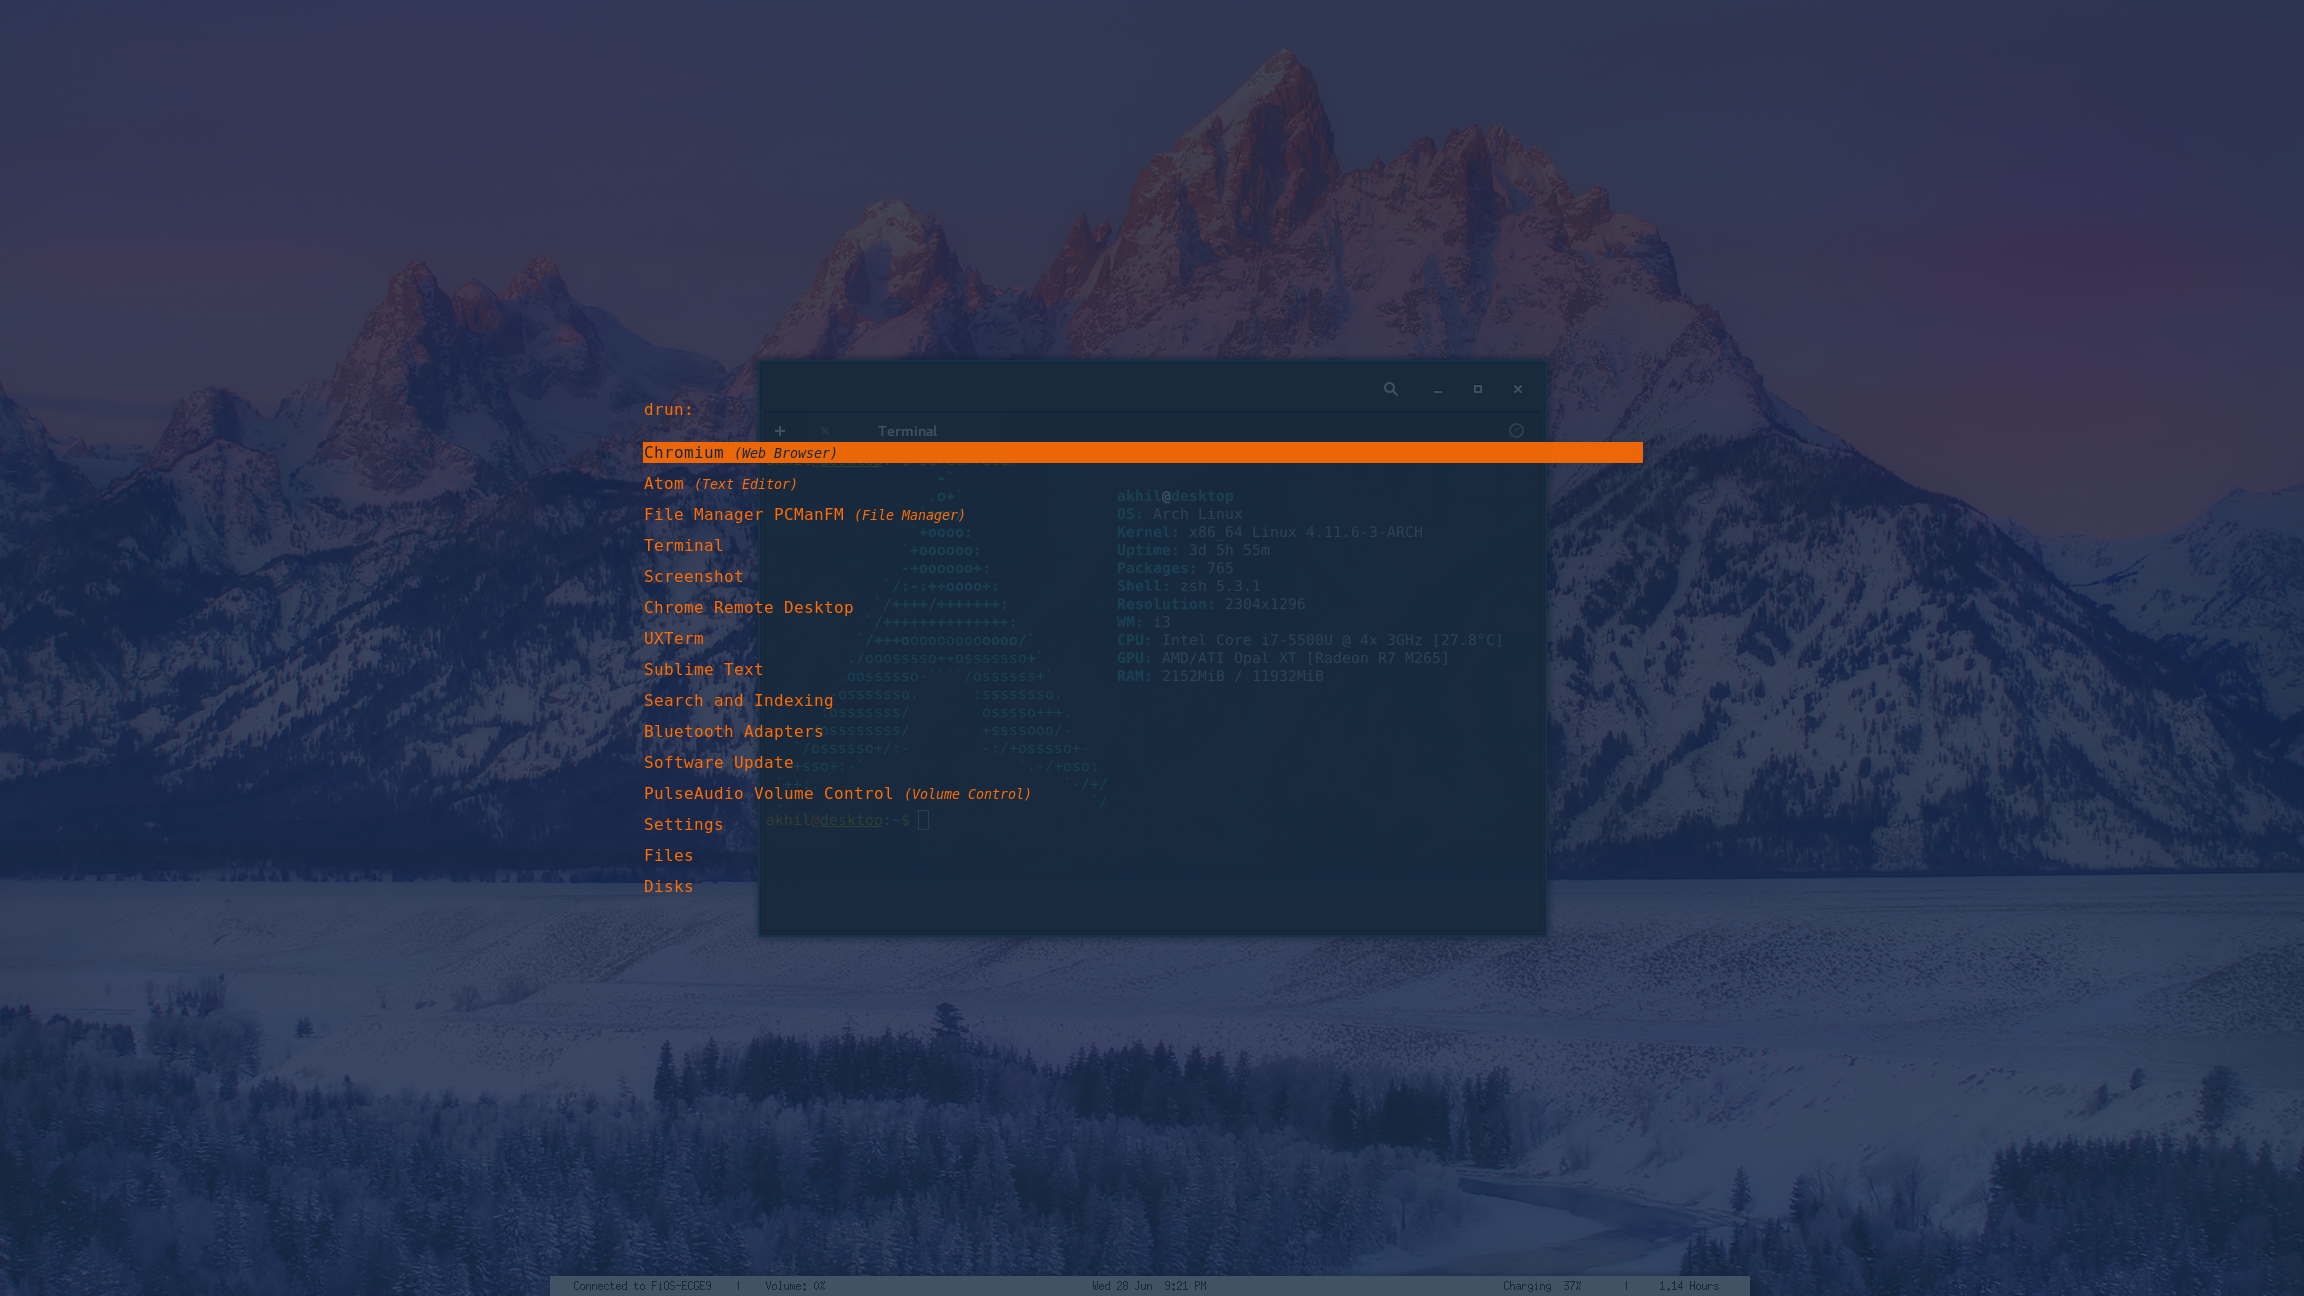 drun:
Terminal
Chromium (Web Browser)
Atom (Text Editor)
File Manager PCManFM (File Manager)
Terminal
Screenshot
Chrome Remote Desktop
UXTerm
Sublime Text
Search and Indexing
Bluetooth Adapters
Software Update
PulseAudio Volume Control (Volume Control)
Settings
Files
Disks
akhil@desktop
OS: Arch Linux
Kernel: x86_64 Linux 4.11.6-3-ARCH
Uptime: 3d 5h 55m
Packages: 765
Shell: zsh 5.3.1
Resolution: 2304x1296
WM: i3
CPU: Intel Core i7-5500U @ 4x 3GHz [27.8°C]
GPU: AMD/ATI Opal XT [Radeon R7 M265]
RAM: 2152MiB / 11932MiB
akhil@desktop:~$
Connected to FiOS-ECGE9 | Volume: 0% Wed 28 Jun 9:21 PM Charging 37% | 1.14 Hours